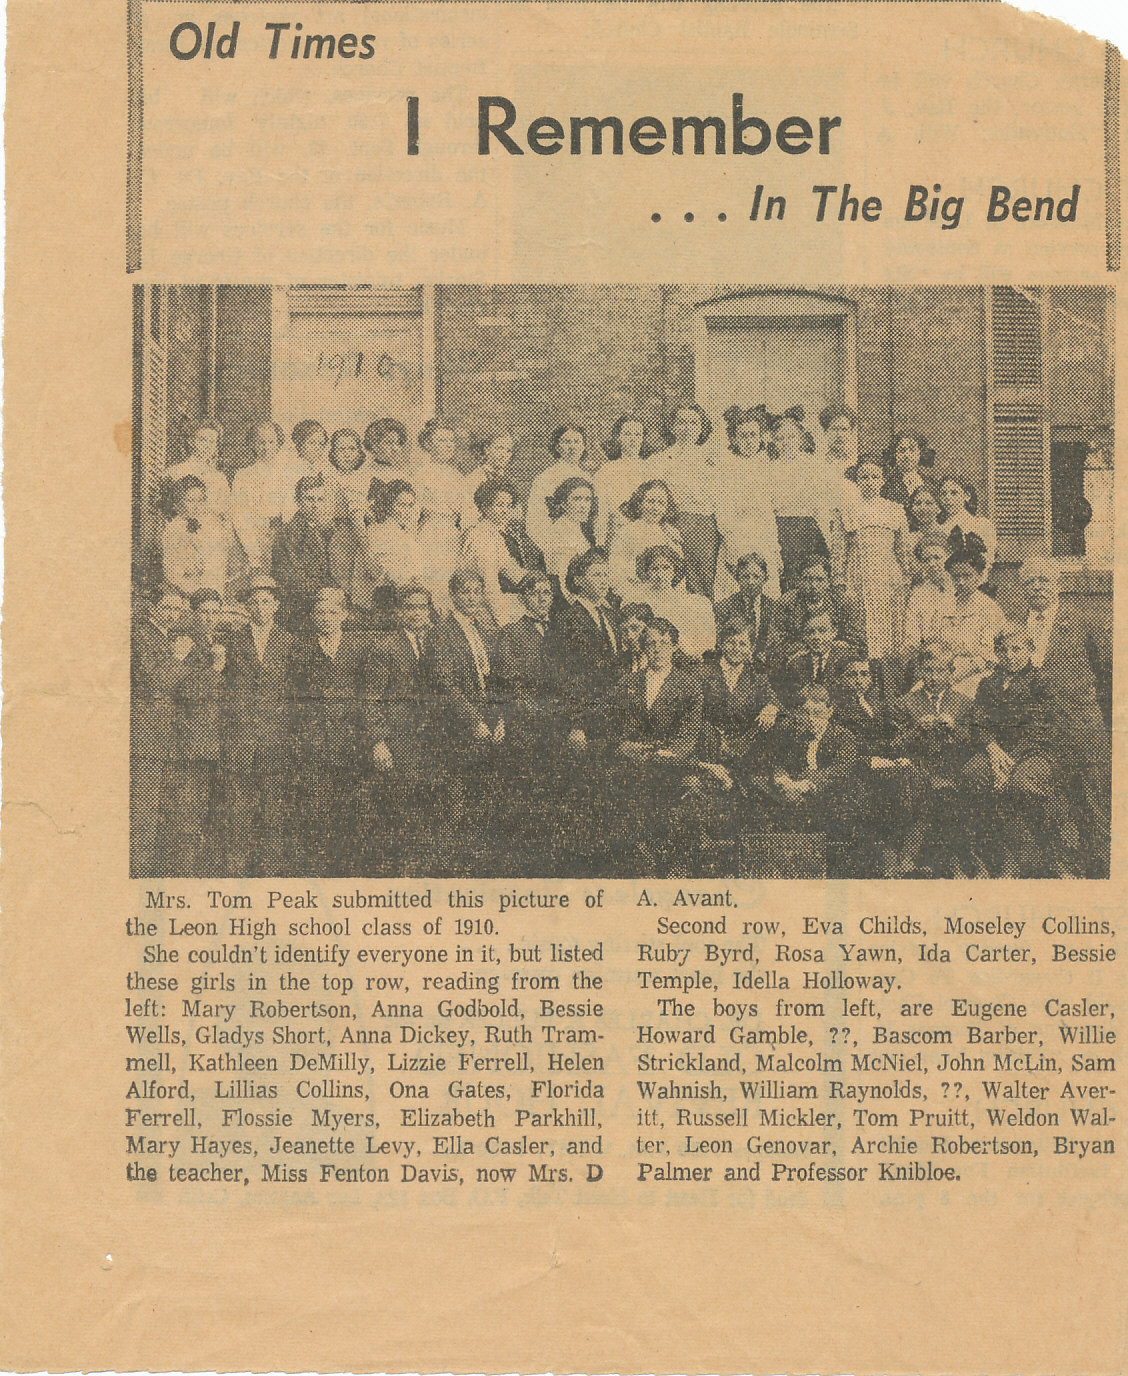 Old Times
I Remember
. . . In The Big Bend
1910
Mrs. Tom Peak submitted this picture of
the Leon High school class of 1910.
She couldn't identify everyone in it, but listed
these girls in the top row, reading from the
left: Mary Robertson, Anna Godbold, Bessie
Wells, Gladys Short, Anna Dickey, Ruth Tram-
mell, Kathleen DeMilly, Lizzie Ferrell, Helen
Alford, Lillias Collins, Ona Gates, Florida
Ferrell, Flossie Myers, Elizabeth Parkhill,
Mary Hayes, Jeanette Levy, Ella Casler, and
the teacher, Miss Fenton Davis, now Mrs. D
A. Avant.
Second row, Eva Childs, Moseley Collins,
Ruby Byrd, Rosa Yawn, Ida Carter, Bessie
Temple, Idella Holloway.
The boys from left, are Eugene Casler,
Howard Gamble, ??, Bascom Barber, Willie
Strickland, Malcolm McNiel, John McLin, Sam
Wahnish, William Raynolds, ??, Walter Aver-
itt, Russell Mickler, Tom Pruitt, Weldon Wal-
ter, Leon Genovar, Archie Robertson, Bryan
Palmer and Professor Knibloe.